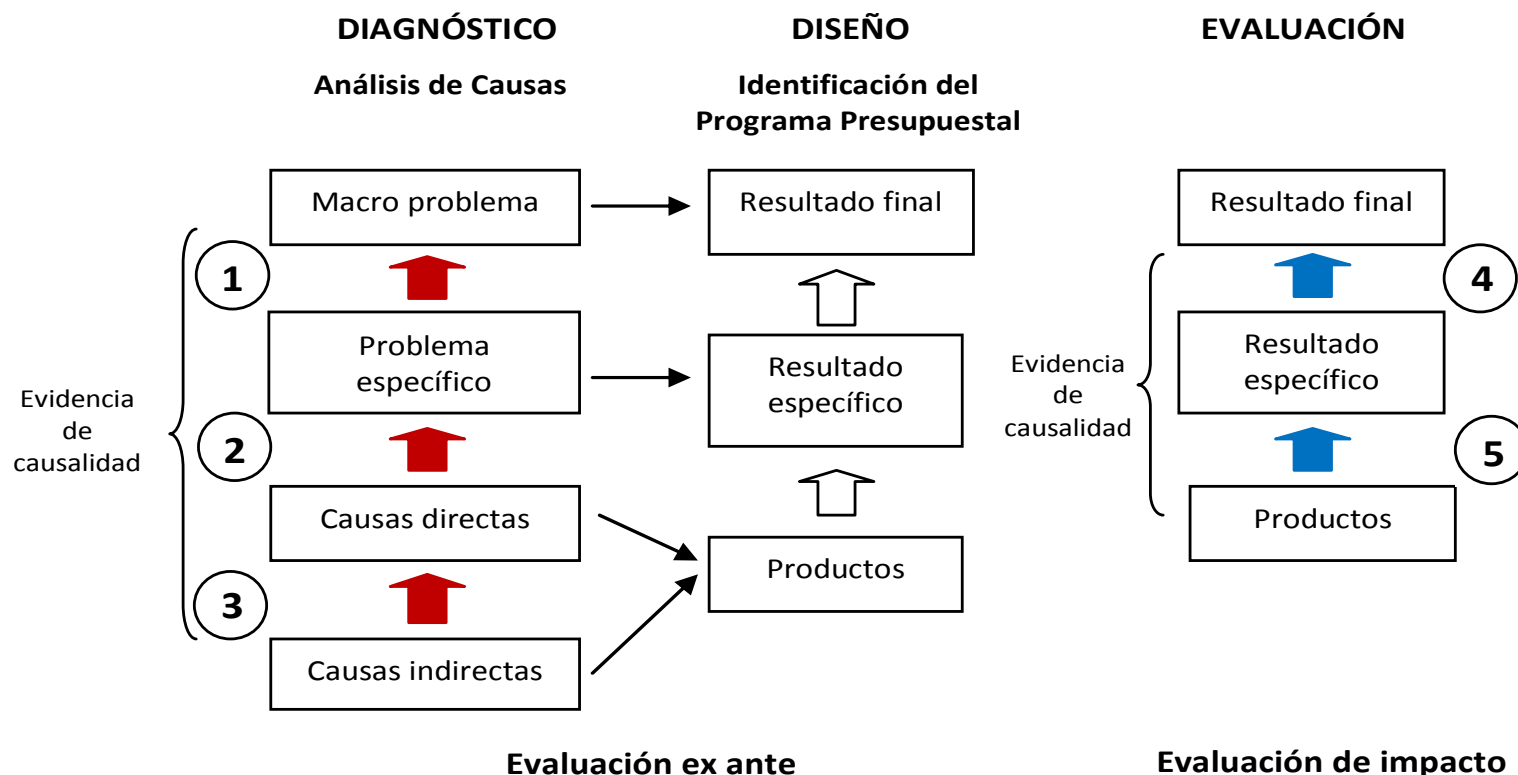 DIAGNÓSTICO
Análisis de Causas
DISEÑO
Identificación del
Programa Presupuestal
EVALUACIÓN
Macro problema
Resultado final
Resultado final
1
4
Problema
específico
Resultado
específico
Resultado
específico
Evidencia
de
causalidad
Evidencia
de
causalidad
2
5
Causas directas
Productos
Productos
3
Causas indirectas
Evaluación ex ante
Evaluación de impacto